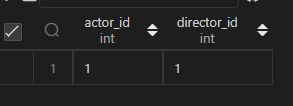 actor_id director_id
int int
1 1 1